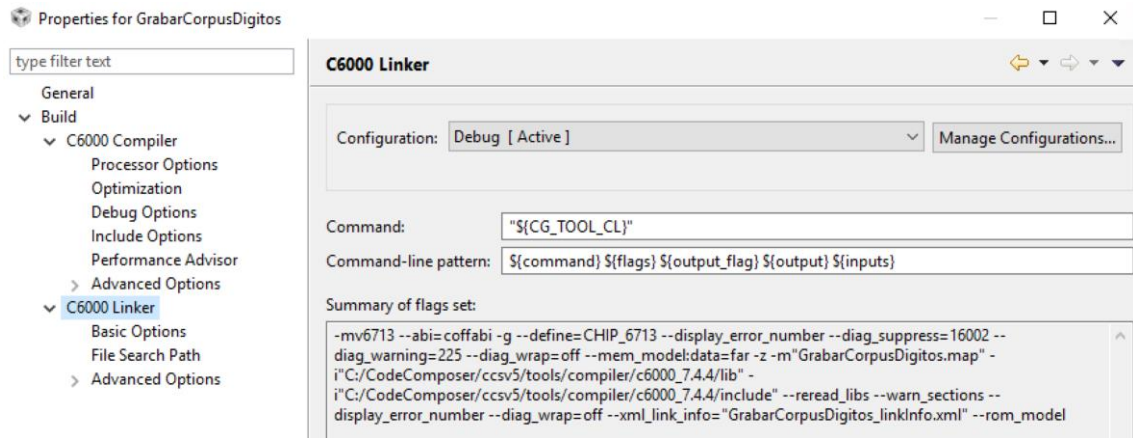 Properties for GrabarCorpusDigitos
type filter text
General
Build
C6000 Compiler
Processor Options
Optimization
Debug Options
Include Options
Performance Advisor
Advanced Options
C6000 Linker
Basic Options
File Search Path
Advanced Options
C6000 Linker
Configuration: Debug [ Active ] Manage Configurations...
Command: "${CG_TOOL_CL}"
Command-line pattern: ${command} ${flags} ${output_flag} ${output} ${inputs}
Summary of flags set:
-mv6713 --abi=coffabi -g --define=CHIP_6713 --display_error_number --diag_suppress=16002 --
diag_warning=225 --diag_wrap=off --mem_model:data=far -z -m"GrabarCorpusDigitos.map" -
i"C:/CodeComposer/ccsv5/tools/compiler/c6000_7.4.4/lib" -
i"C:/CodeComposer/ccsv5/tools/compiler/c6000_7.4.4/include" --reread_libs --warn_sections --
display_error_number --diag_wrap=off --xml_link_info="GrabarCorpusDigitos_linkInfo.xml" --rom_model